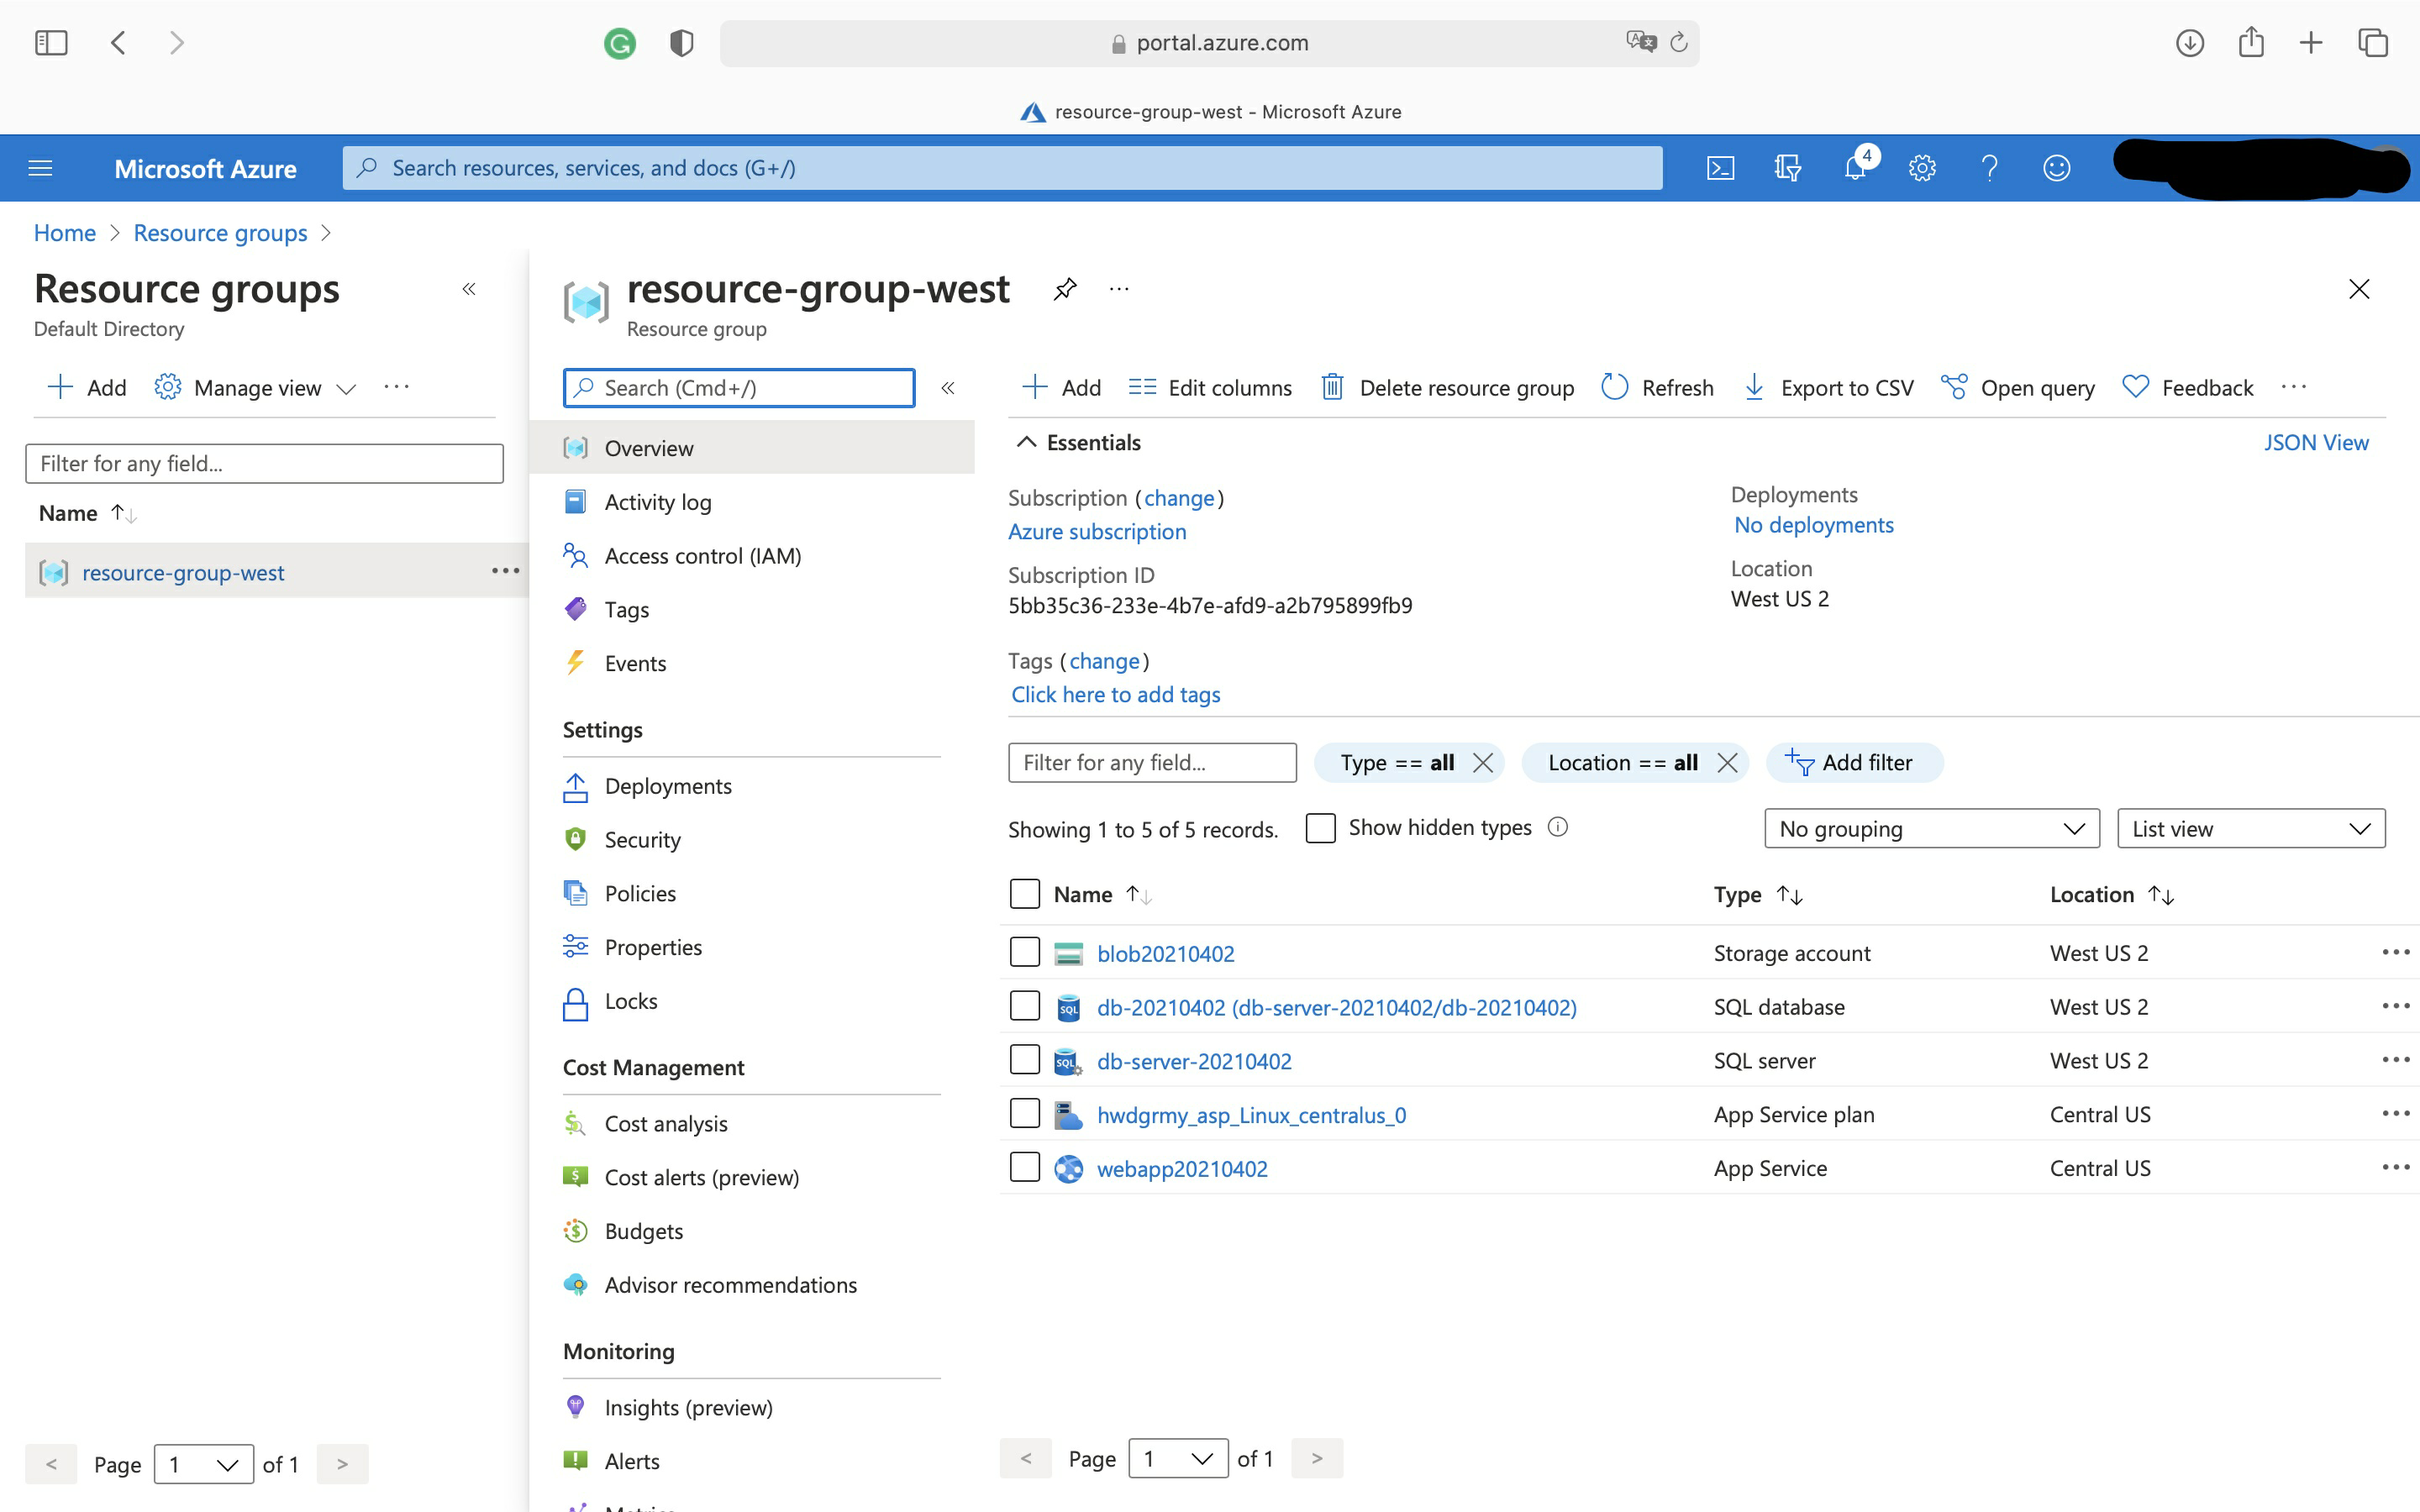 portal.azure.com
resource-group-west - Microsoft Azure
Microsoft Azure
Search resources, services, and docs (G+/)
4
Home > Resource groups >
Resource groups
Default Directory
Add
Manage view
Filter for any field...
Name
resource-group-west
Page 1 of 1
resource-group-west
Resource group
Search (Cmd+/)
Overview
Activity log
Access control (IAM)
Tags
Events
Settings
Deployments
Security
Policies
Properties
Locks
Cost Management
Cost analysis
Cost alerts (preview)
Budgets
Advisor recommendations
Monitoring
Insights (preview)
Alerts
Add Edit columns Delete resource group Refresh Export to CSV Open query Feedback
Essentials
JSON View
Subscription (change)
Azure subscription
Subscription ID
5bb35c36-233e-4b7e-afd9-a2b795899fb9
Tags (change)
Click here to add tags
Deployments
No deployments
Location
West US 2
Filter for any field... Type == all Location == all Add filter
Showing 1 to 5 of 5 records. Show hidden types No grouping List view
Name Type Location
blob20210402 Storage account West US 2
db-20210402 (db-server-20210402/db-20210402) SQL database West US 2
db-server-20210402 SQL server West US 2
hwdgrmy_asp_Linux_centralus_0 App Service plan Central US
webapp20210402 App Service Central US
Page 1 of 1